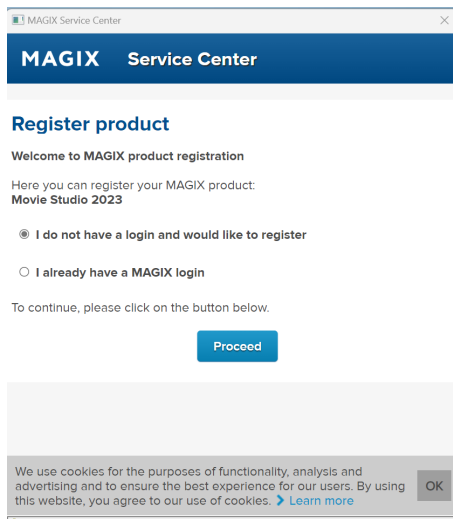 MAGIX Service Center
MAGIX Service Center
Register product
Welcome to MAGIX product registration
Here you can register your MAGIX product:
Movie Studio 2023
I do not have a login and would like to register
I already have a MAGIX login
To continue, please click on the button below.
Proceed
We use cookies for the purposes of functionality, analysis and
advertising and to ensure the best experience for our users. By using
this website, you agree to our use of cookies. Learn more
OK